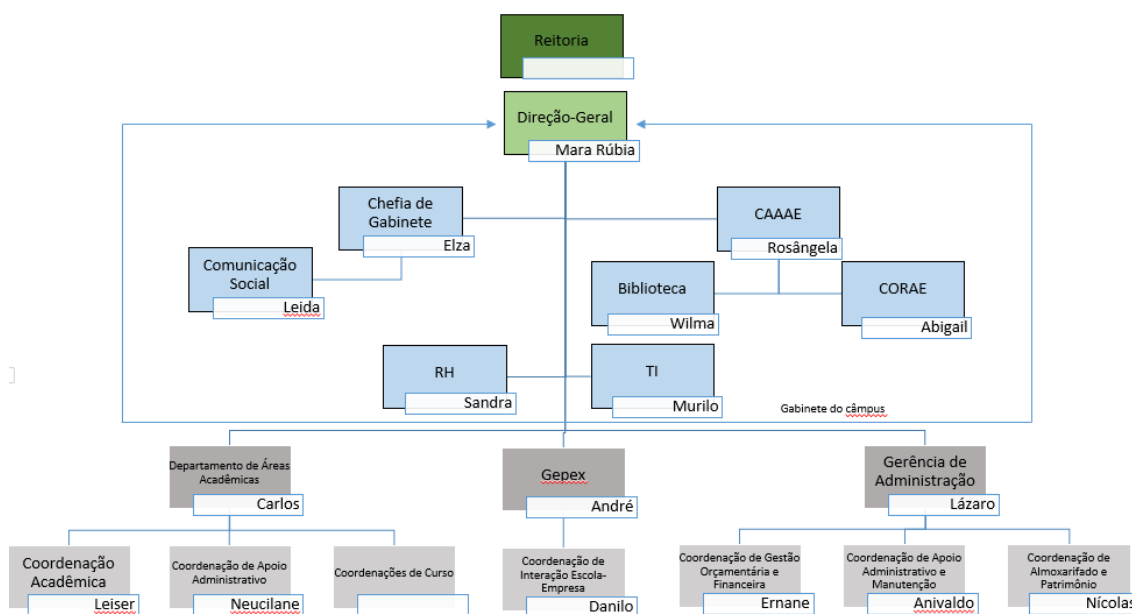 Reitoria
Direção-Geral
Mara Rúbia
Chefia de
Gabinete
Elza
CAAAE
Rosângela
Comunicação
Social
Leida
Biblioteca
Wilma
CORAE
Abigail
RH
Sandra
TI
Murilo
Gabinete do câmpus
Departamento de Áreas
Acadêmicas
Carlos
Gepex
André
Gerência de
Administração
Lázaro
Coordenação
Acadêmica
Leiser
Coordenação de Apoio
Administrativo
Neucilane
Coordenações de Curso
Coordenação de
Interação Escola-
Empresa
Danilo
Coordenação de Gestão
Orçamentária e
Financeira
Ernane
Coordenação de Apoio
Administrativo e
Manutenção
Anivaldo
Coordenação de
Almoxarifado e
Patrimônio
Nícolas